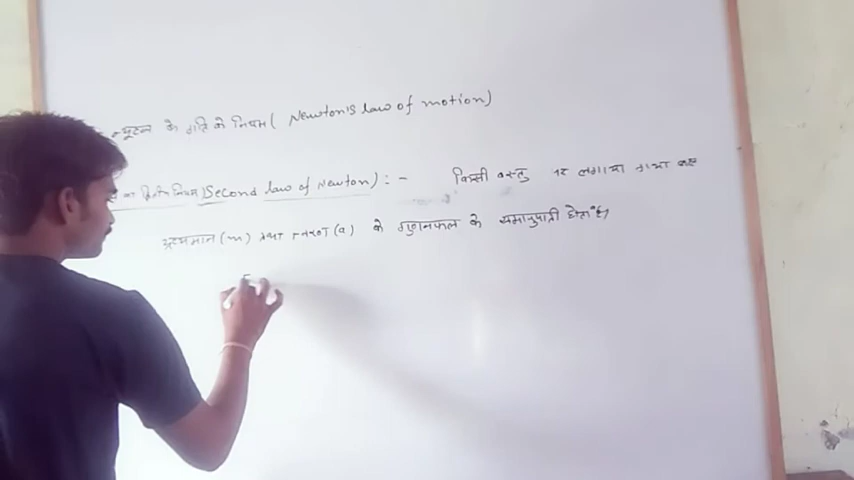 न्यूटन के गति के नियम ( Newton's law of motion)
का द्वितीय नियम) Second law of Newton) : - किसी वस्तु पर लगाया गया बल
द्रव्यमान (m) तथा त्वरण (a) के गुणनफल के समानुपाती होता है।